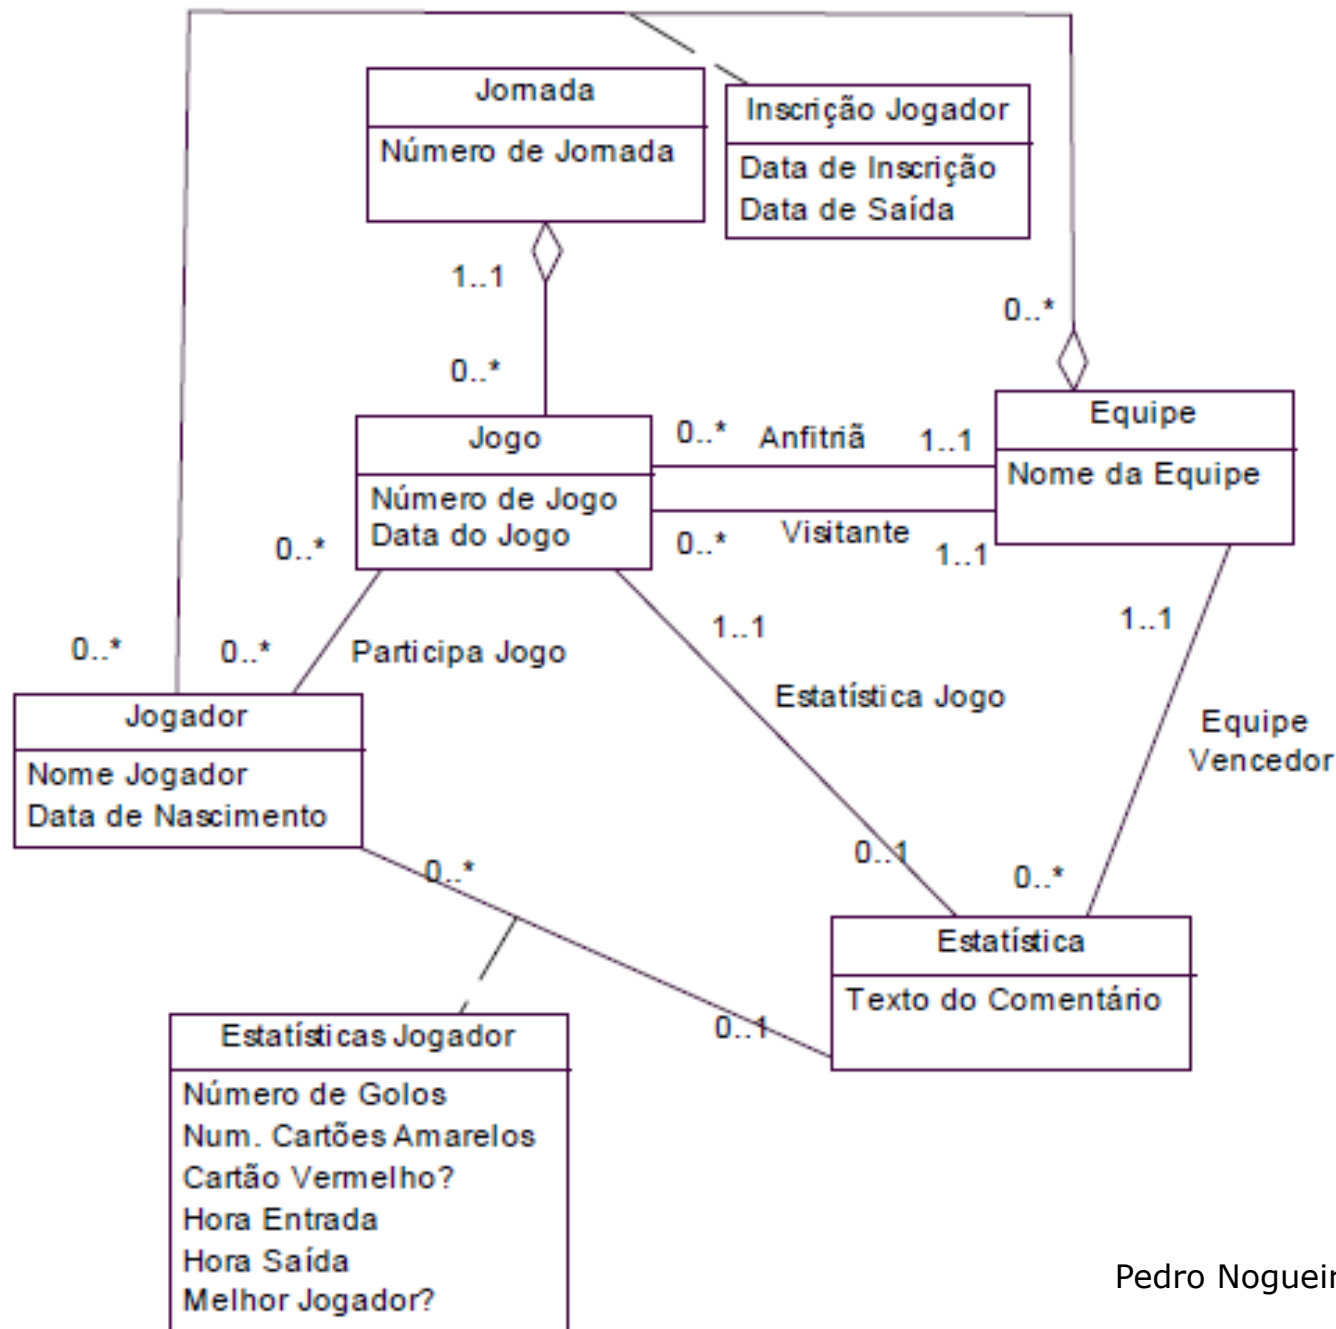 Jornada
Número de Jornada
Inscrição Jogador
Data de Inscrição
Data de Saída
1..1
0..*
0..*
Jogo
Número de Jogo
Data do Jogo
0..*
Anfitriã
1..1
0..*
Visitante
1..1
Equipe
Nome da Equipe
0..*
0..*
0..*
Participa Jogo
1..1
Estatística Jogo
0..1
1..1
Equipe
Vencedor
0..*
Jogador
Nome Jogador
Data de Nascimento
0..*
0..1
Estatística
Texto do Comentário
Estatísticas Jogador
Número de Golos
Num. Cartões Amarelos
Cartão Vermelho?
Hora Entrada
Hora Saída
Melhor Jogador?
Pedro Nogueir